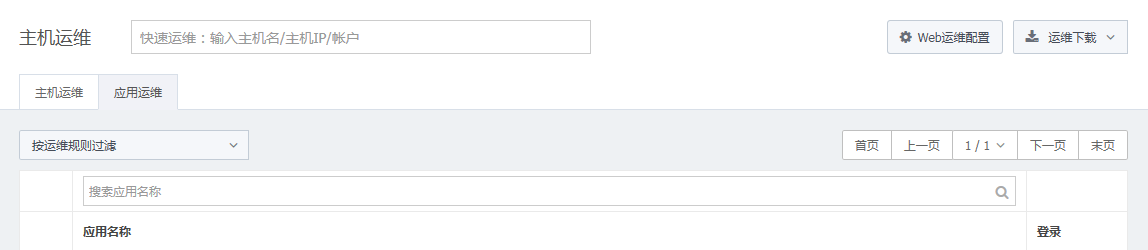 主机运维 快速运维：输入主机名/主机IP/帐户 Web运维配置 运维下载
主机运维 应用运维
按运维规则过滤 首页 上一页 1 / 1 下一页 末页
搜索应用名称
应用名称 登录